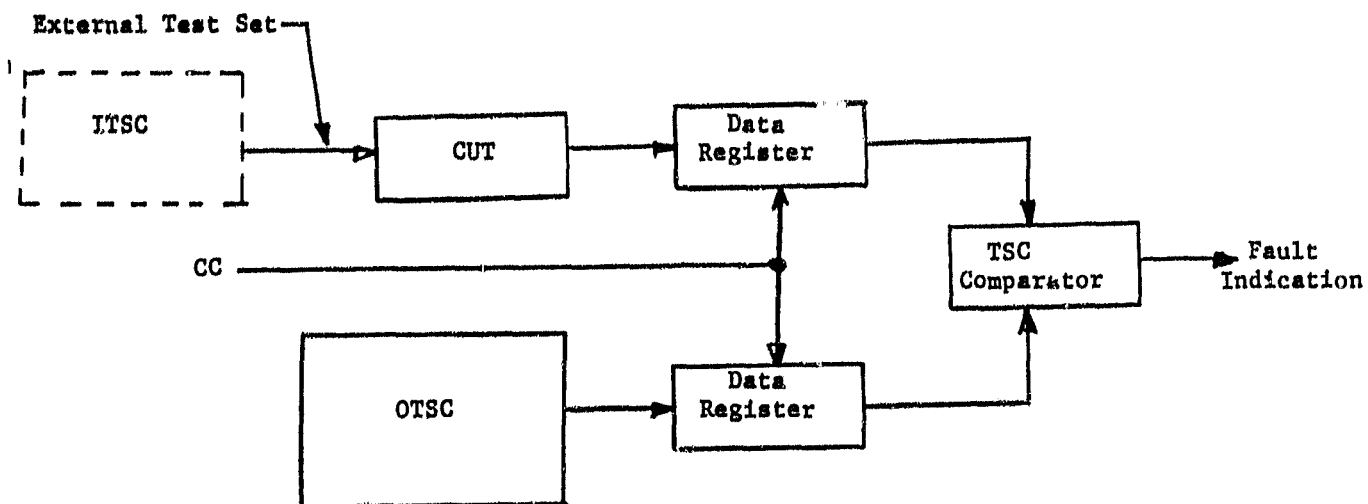 External Test Set
ITSC
CUT
Data
Register
CC
TSC
Comparator
Fault
Indication
OTSC
Data
Register